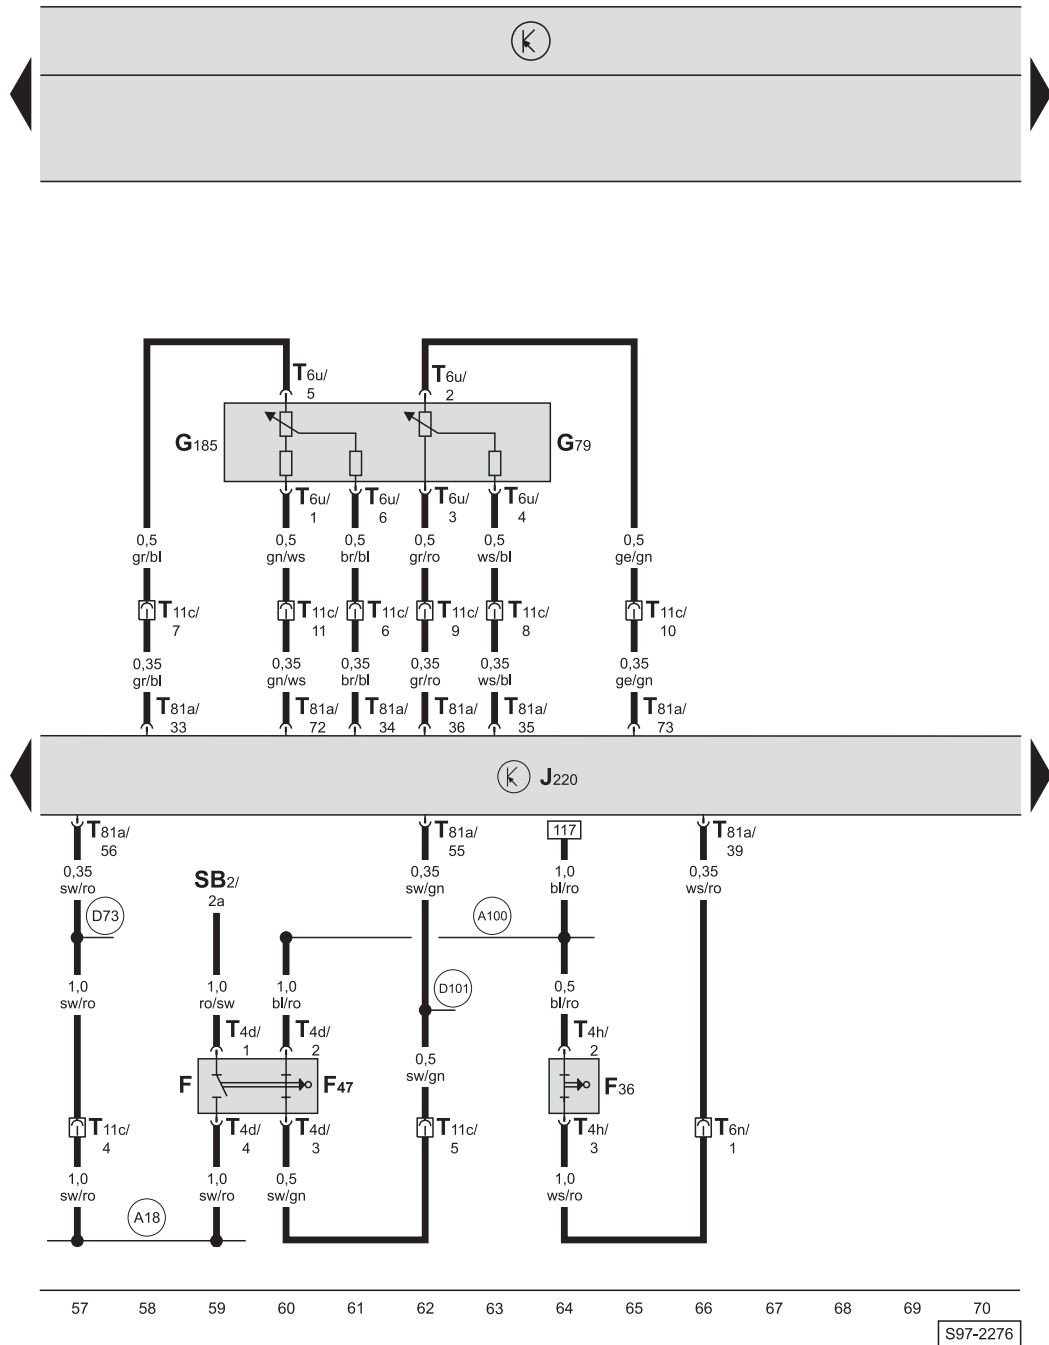 T6u/ T6u/
5 2
G185 G79
T6u/ T6u/ T6u/ T6u/
1 6 3 4
0,5 0,5 0,5 0,5 0,5 0,5
gr/bl gn/ws br/bl gr/ro ws/bl ge/gn
T11c/ T11c/ T11c/ T11c/ T11c/ T11c/
7 11 6 9 8 10
0,35 0,35 0,35 0,35 0,35 0,35
gr/bl gn/ws br/bl gr/ro ws/bl ge/gn
T81a/ T81a/ T81a/ T81a/ T81a/ T81a/
33 72 34 36 35 73
J220
T81a/ T81a/ 117 T81a/
56 55 39
0,35 0,35 1,0 0,35
sw/ro SB2/ sw/gn bl/ro ws/ro
2a
D73 A100
1,0 1,0 1,0 D101 0,5
sw/ro ro/sw bl/ro bl/ro
T4d/ T4d/ T4h/
1 2 2
0,5
sw/gn
F F47 F36
T11c/ T4d/ T4d/ T11c/ T4h/ T6n/
4 4 3 5 3 1
1,0 1,0 0,5 1,0
sw/ro sw/ro sw/gn ws/ro
A18
57 58 59 60 61 62 63 64 65 66 67 68 69 70
S97-2276